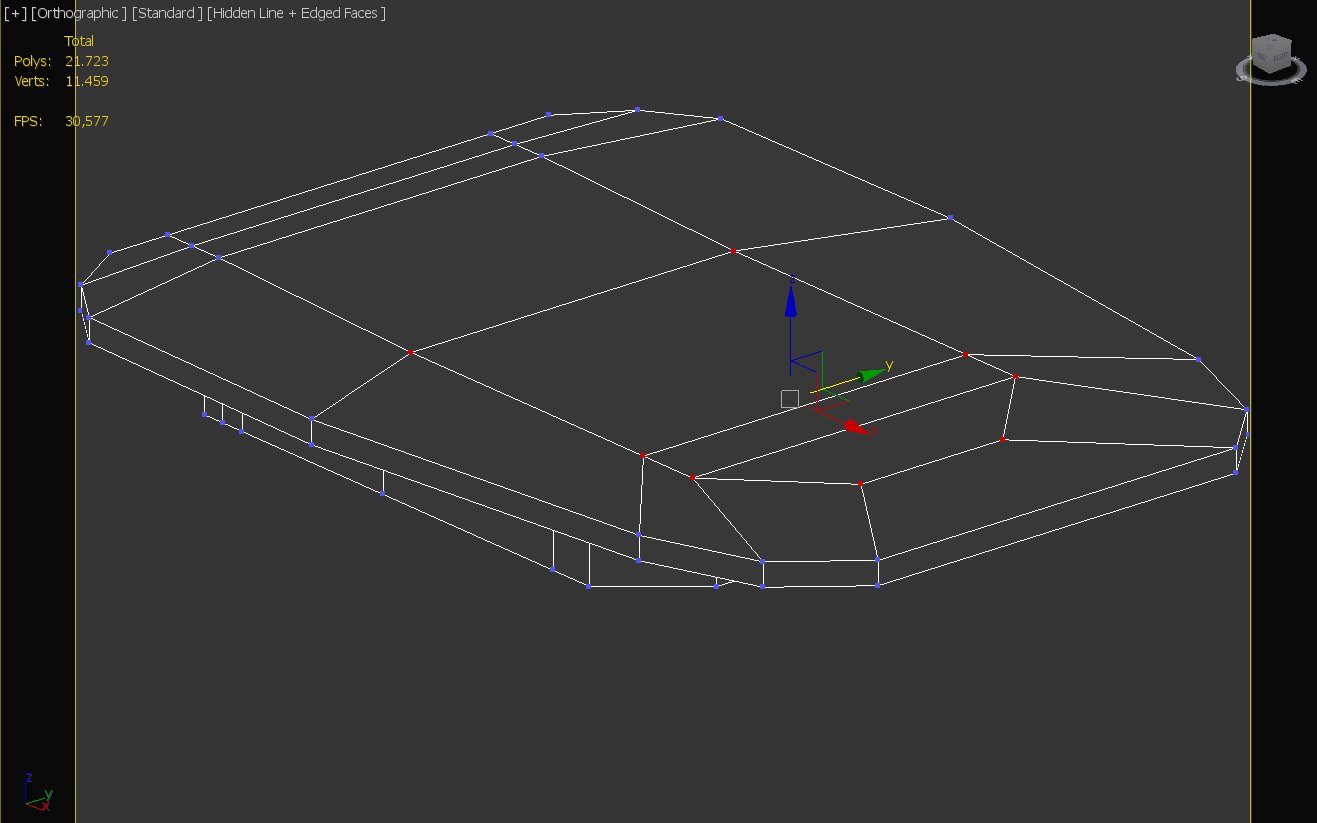 [+] [Orthographic ] [Standard ] [Hidden Line + Edged Faces ]
Total
Polys: 21.723
Verts: 11.459
FPS: 30,577
z
y
x
z
y
x